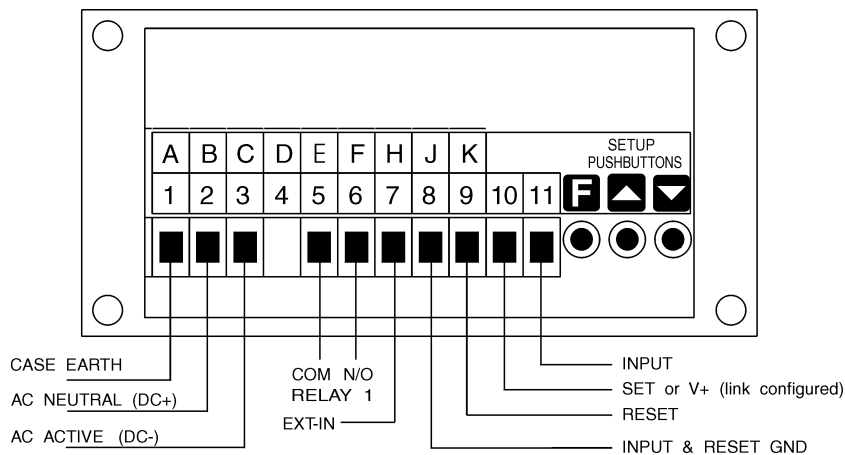 A B C D E F H J K
SETUP
PUSHBUTTONS
1 2 3 4 5 6 7 8 9 10 11 F
CASE EARTH
AC NEUTRAL (DC+)
AC ACTIVE (DC-)
COM N/O
RELAY 1
EXT-IN
INPUT
SET or V+ (link configured)
RESET
INPUT & RESET GND